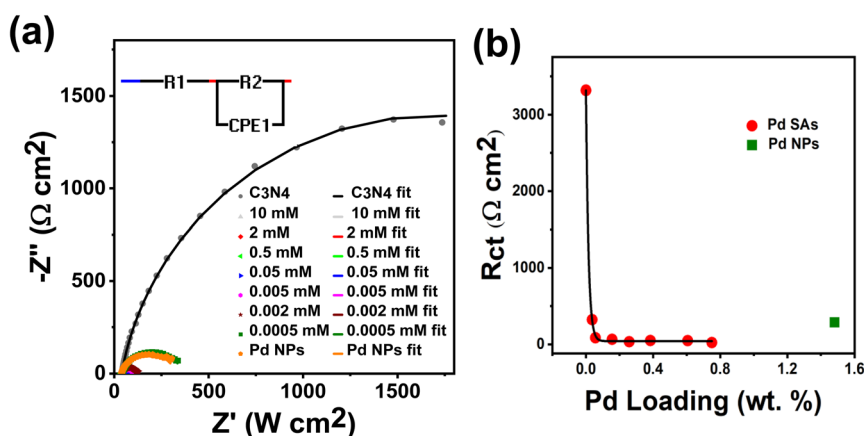 (a)
1500
1000
500
0
0 500 1000 1500
-Z'' (Ω cm2)
Z' (W cm2)
R1 R2
CPE1
C3N4 C3N4 fit
10 mM 10 mM fit
2 mM 2 mM fit
0.5 mM 0.5 mM fit
0.05 mM 0.05 mM fit
0.005 mM 0.005 mM fit
0.002 mM 0.002 mM fit
0.0005 mM 0.0005 mM fit
Pd NPs Pd NPs fit
(b)
3000
2000
1000
0
0.0 0.4 0.8 1.2 1.6
Rct (Ω cm2)
Pd Loading (wt. %)
Pd SAs
Pd NPs